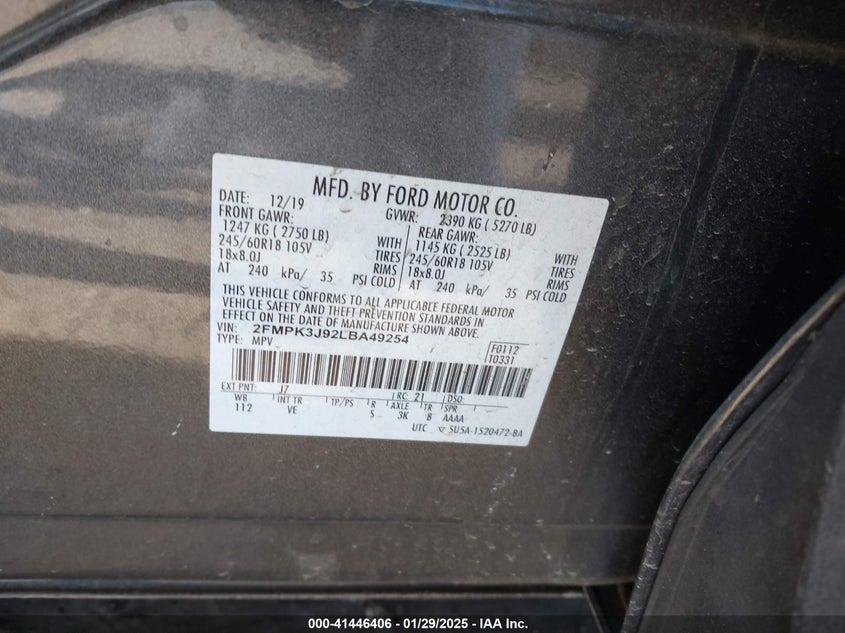 MFD. BY FORD MOTOR CO.
DATE: 12/19 GVWR: 2390 KG ( 5270 LB)
FRONT GAWR: REAR GAWR:
1247 KG ( 2750 LB) WITH 1145 KG ( 2525 LB) WITH
245/60R18 105V TIRES 245/60R18 105V TIRES
18x8.0J RIMS 18x8.0J RIMS
AT 240 kPa/ 35 PSI COLD AT 240 kPa/ 35 PSI COLD
THIS VEHICLE CONFORMS TO ALL APPLICABLE FEDERAL MOTOR
VEHICLE SAFETY AND THEFT PREVENTION STANDARDS IN
EFFECT ON THE DATE OF MANUFACTURE SHOWN ABOVE.
VIN: 2FMPK3J92LBA49254
TYPE: MPV
F0112
T0331
EXT PNT: J7 RC: 21 DSO:
WB INT TR TP/PS R AXLE TR SPR
112 VE S 3K B AAAA
UTC ▽ 5U5A-1520472-BA
000-41446406 - 01/29/2025 - IAA Inc.